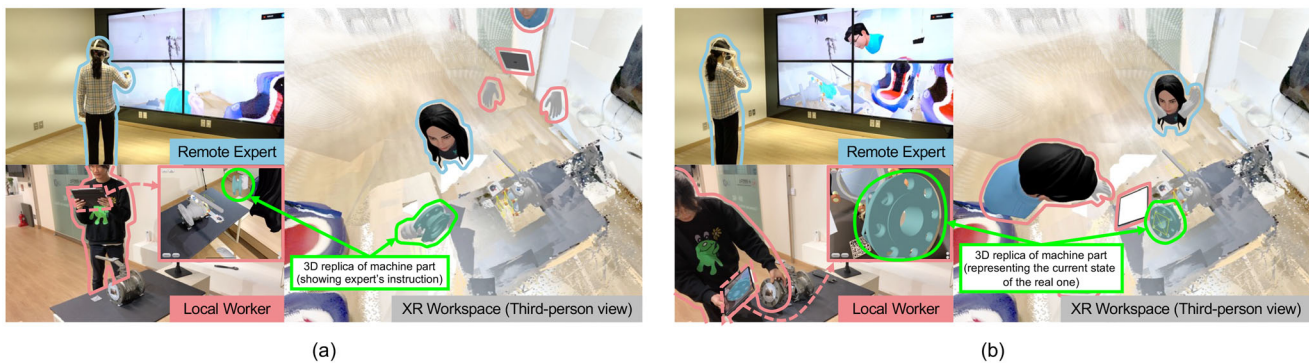 Remote Expert
Local Worker
3D replica of machine part
(showing expert's instruction)
XR Workspace (Third-person view)
(a)
Remote Expert
Local Worker
3D replica of machine part
(representing the current state
of the real one)
XR Workspace (Third-person view)
(b)